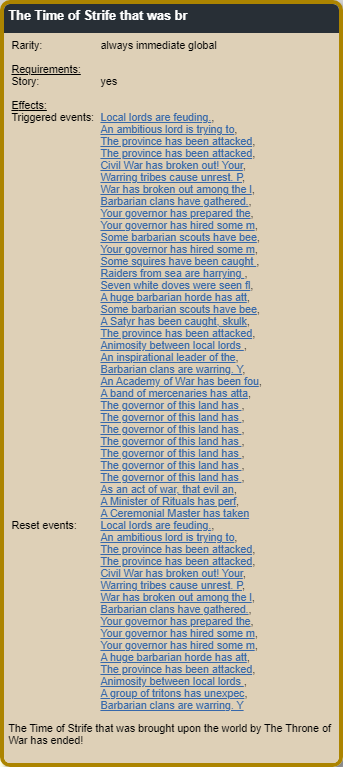 The Time of Strife that was br
Rarity: always immediate global
Requirements:
Story: yes
Effects:
Triggered events: Local lords are feuding.,
An ambitious lord is trying to,
The province has been attacked,
The province has been attacked,
Civil War has broken out! Your,
Warring tribes cause unrest. P,
War has broken out among the l,
Barbarian clans have gathered.,
Your governor has prepared the,
Your governor has hired some m,
Some barbarian scouts have bee,
Your governor has hired some m,
Some squires have been caught ,
Raiders from sea are harrying ,
Seven white doves were seen fl,
A huge barbarian horde has att,
Some barbarian scouts have bee,
A Satyr has been caught, skulk,
The province has been attacked,
Animosity between local lords ,
An inspirational leader of the,
Barbarian clans are warring. Y,
An Academy of War has been fou,
A band of mercenaries has atta,
The governor of this land has ,
The governor of this land has ,
The governor of this land has ,
The governor of this land has ,
The governor of this land has ,
The governor of this land has ,
The governor of this land has ,
As an act of war, that evil an,
A Minister of Rituals has perf,
A Ceremonial Master has taken
Reset events: Local lords are feuding.,
An ambitious lord is trying to,
The province has been attacked,
The province has been attacked,
Civil War has broken out! Your,
Warring tribes cause unrest. P,
War has broken out among the l,
Barbarian clans have gathered.,
Your governor has prepared the,
Your governor has hired some m,
Your governor has hired some m,
A huge barbarian horde has att,
The province has been attacked,
Animosity between local lords ,
A group of tritons has unexpec,
Barbarian clans are warring. Y
The Time of Strife that was brought upon the world by The Throne of
War has ended!